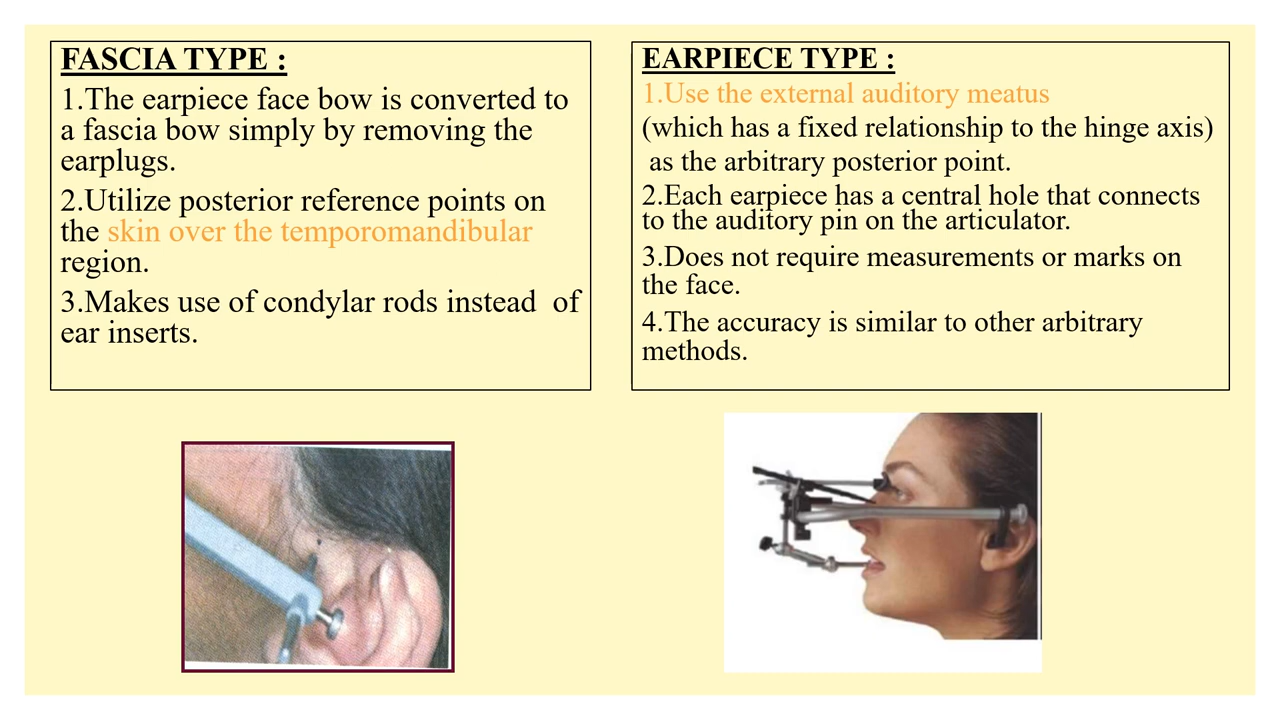 FASCIA TYPE :
1.The earpiece face bow is converted to
a fascia bow simply by removing the
earplugs.
2.Utilize posterior reference points on
the skin over the temporomandibular
region.
3.Makes use of condylar rods instead  of
ear inserts.
EARPIECE TYPE :
1.Use the external auditory meatus
(which has a fixed relationship to the hinge axis)
as the arbitrary posterior point.
2.Each earpiece has a central hole that connects
to the auditory pin on the articulator.
3.Does not require measurements or marks on
the face.
4.The accuracy is similar to other arbitrary
methods.